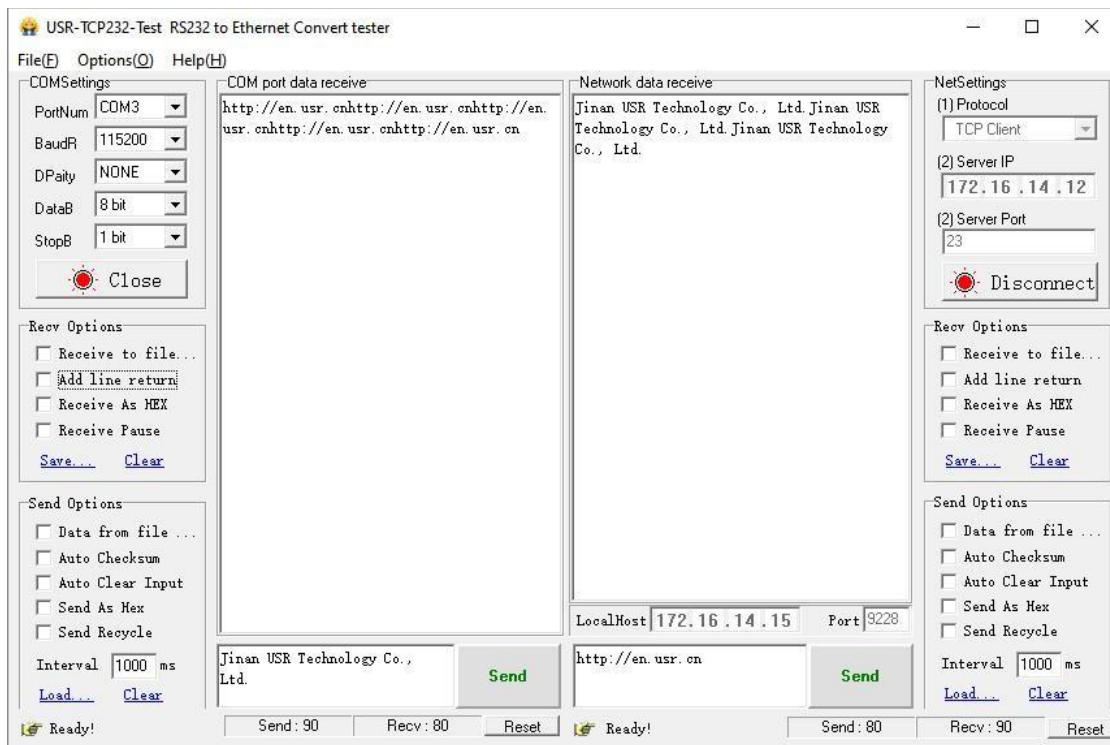 USR-TCP232-Test RS232 to Ethernet Convert tester
File(F) Options(O) Help(H)
COMSettings
PortNum COM3
BaudR 115200
DPaity NONE
DataB 8 bit
StopB 1 bit
Close
Recv Options
Receive to file...
Add line return
Receive As HEX
Receive Pause
Save... Clear
Send Options
Data from file ...
Auto Checksum
Auto Clear Input
Send As Hex
Send Recycle
Interval 1000 ms
Load... Clear
Ready!
COM port data receive
http://en.usr.cnhttp://en.usr.cnhttp://en.
usr.cnhttp://en.usr.cnhttp://en.usr.cn
Jinan USR Technology Co.,
Ltd.
Send
Send : 90 Recv : 80 Reset
Network data receive
Jinan USR Technology Co., Ltd.Jinan USR
Technology Co., Ltd.Jinan USR Technology
Co., Ltd.
LocalHost 172.16.14.15 Port 9228
http://en.usr.cn
Send
Ready!
Send : 80 Recv : 90 Reset
NetSettings
(1) Protocol
TCP Client
(2) Server IP
172.16.14.12
(2) Server Port
23
Disconnect
Recv Options
Receive to file...
Add line return
Receive As HEX
Receive Pause
Save... Clear
Send Options
Data from file ...
Auto Checksum
Auto Clear Input
Send As Hex
Send Recycle
Interval 1000 ms
Load... Clear